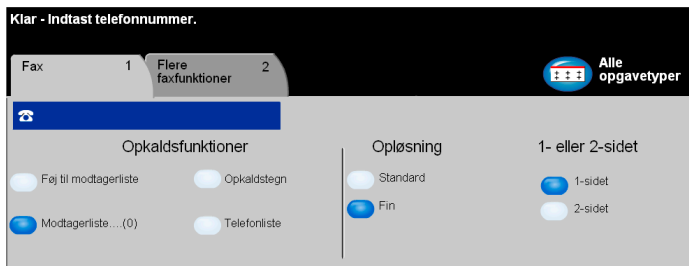 Klar - Indtast telefonnummer.
Fax 1
Flere faxfunktioner 2
Alle opgavetyper
Opkaldsfunktioner
Føj til modtagerliste
Opkaldstegn
Modtagerliste....(0)
Telefonliste
Opløsning
Standard
Fin
1- eller 2-sidet
1-sidet
2-sidet